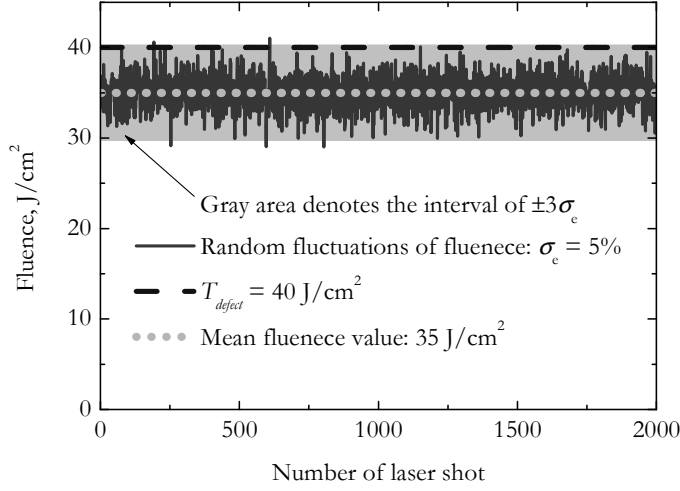 50
40
30
20
10
0
Fluence, J/cm²
Gray area denotes the interval of ±3σe
Random fluctuations of fluenece: σe = 5%
Tdefect = 40 J/cm²
Mean fluenece value: 35 J/cm²
0 500 1000 1500 2000
Number of laser shot